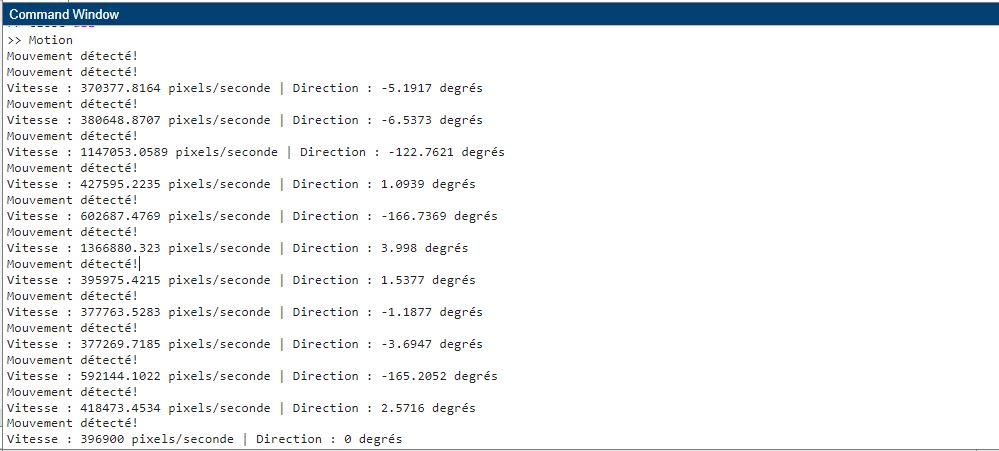 Command Window
>> Motion
Mouvement détecté!
Mouvement détecté!
Vitesse : 370377.8164 pixels/seconde | Direction : -5.1917 degrés
Mouvement détecté!
Vitesse : 380648.8707 pixels/seconde | Direction : -6.5373 degrés
Mouvement détecté!
Vitesse : 1147053.0589 pixels/seconde | Direction : -122.7621 degrés
Mouvement détecté!
Vitesse : 427595.2235 pixels/seconde | Direction : 1.0939 degrés
Mouvement détecté!
Vitesse : 602687.4769 pixels/seconde | Direction : -166.7369 degrés
Mouvement détecté!
Vitesse : 1366880.323 pixels/seconde | Direction : 3.998 degrés
Mouvement détecté!
Vitesse : 395975.4215 pixels/seconde | Direction : 1.5377 degrés
Mouvement détecté!
Vitesse : 377763.5283 pixels/seconde | Direction : -1.1877 degrés
Mouvement détecté!
Vitesse : 377269.7185 pixels/seconde | Direction : -3.6947 degrés
Mouvement détecté!
Vitesse : 592144.1022 pixels/seconde | Direction : -165.2052 degrés
Mouvement détecté!
Vitesse : 418473.4534 pixels/seconde | Direction : 2.5716 degrés
Mouvement détecté!
Vitesse : 396900 pixels/seconde | Direction : 0 degrés